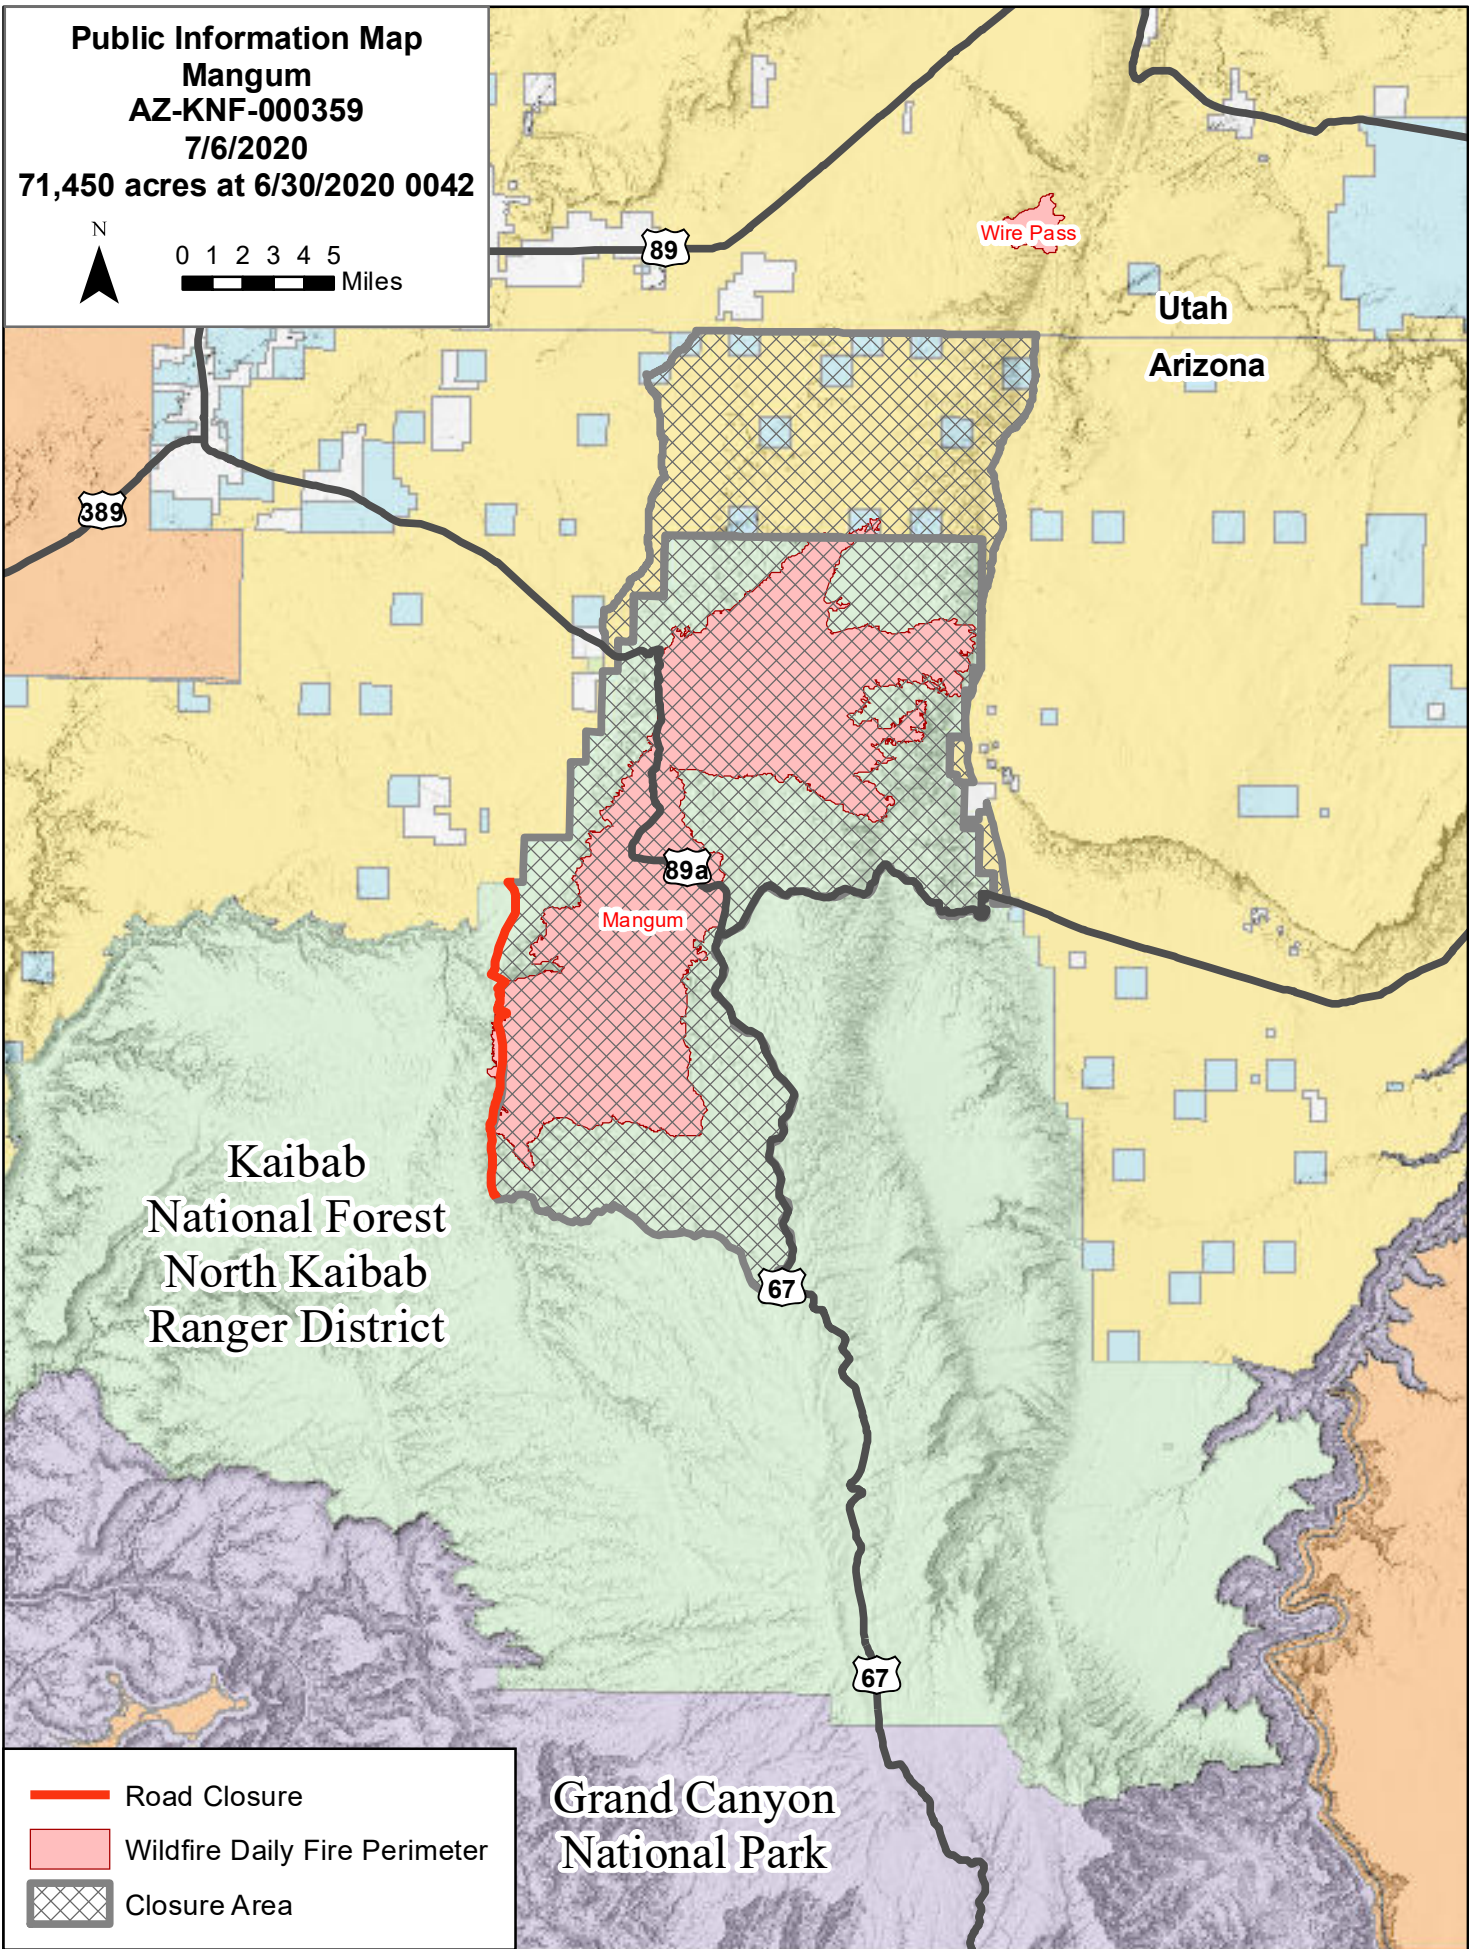 Public Information Map
Mangum
AZ-KNF-000359
7/6/2020
71,450 acres at 6/30/2020 0042
N
0 1 2 3 4 5
Miles
89
Wire Pass
Utah
Arizona
389
89a
Mangum
Kaibab
National Forest
North Kaibab
Ranger District
67
67
Grand Canyon
National Park
Road Closure
Wildfire Daily Fire Perimeter
Closure Area